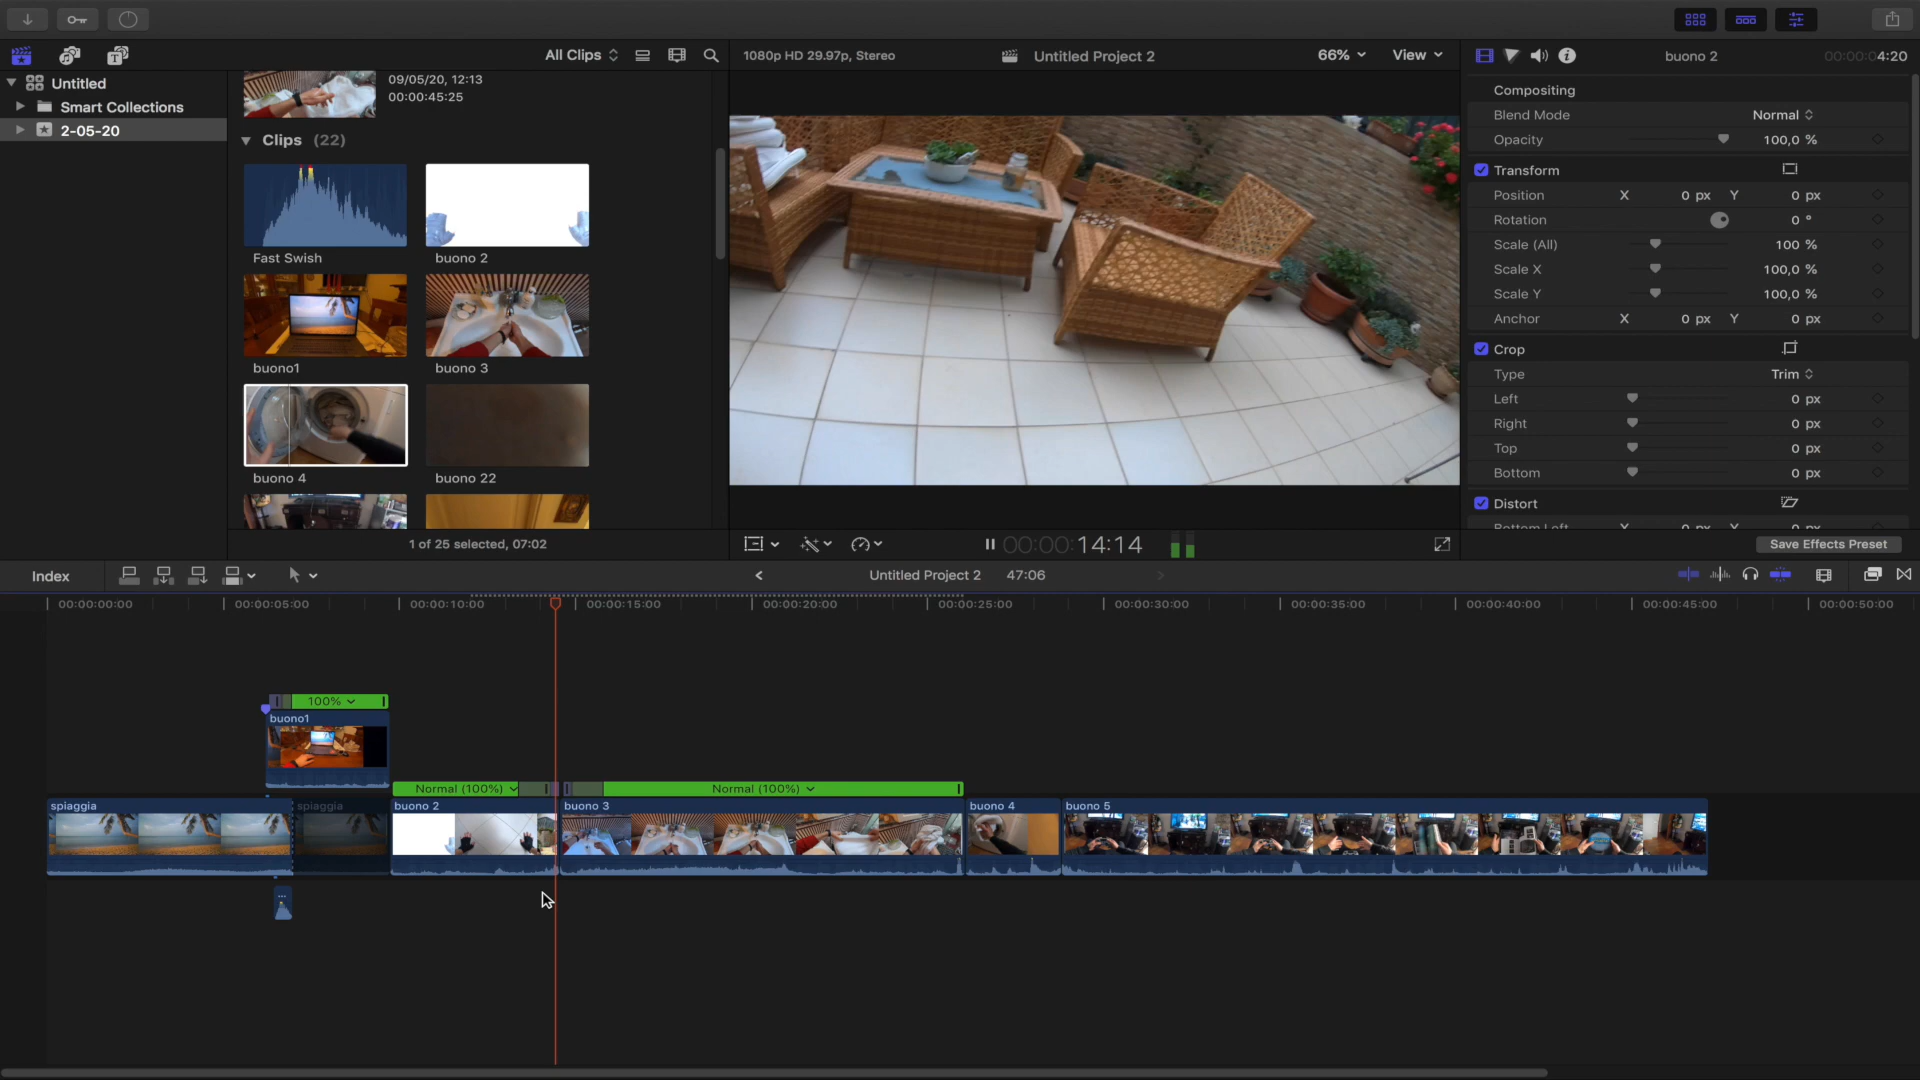 All Clips
1080p HD 29.97p, Stereo
Untitled Project 2
66%
View
buono 2
00:00:04:20
Untitled
Smart Collections
2-05-20
09/05/20, 12:13
00:00:45:25
Clips (22)
Fast Swish
buono 2
buono1
buono 3
buono 4
buono 22
1 of 25 selected, 07:02
00:00:14:14
Compositing
Blend Mode Normal
Opacity 100,0 %
Transform
Position X 0 px Y 0 px
Rotation 0 °
Scale (All) 100 %
Scale X 100,0 %
Scale Y 100,0 %
Anchor X 0 px Y 0 px
Crop
Type Trim
Left 0 px
Right 0 px
Top 0 px
Bottom 0 px
Distort
Bottom Left X 0 px Y 0 px
Save Effects Preset
Index
Untitled Project 2 47:06
00:00:00:00 00:00:05:00 00:00:10:00 00:00:15:00 00:00:20:00 00:00:25:00 00:00:30:00 00:00:35:00 00:00:40:00 00:00:45:00 00:00:50:00
100%
buono1
Normal (100%) Normal (100%)
spiaggia spiaggia buono 2 buono 3 buono 4 buono 5
...